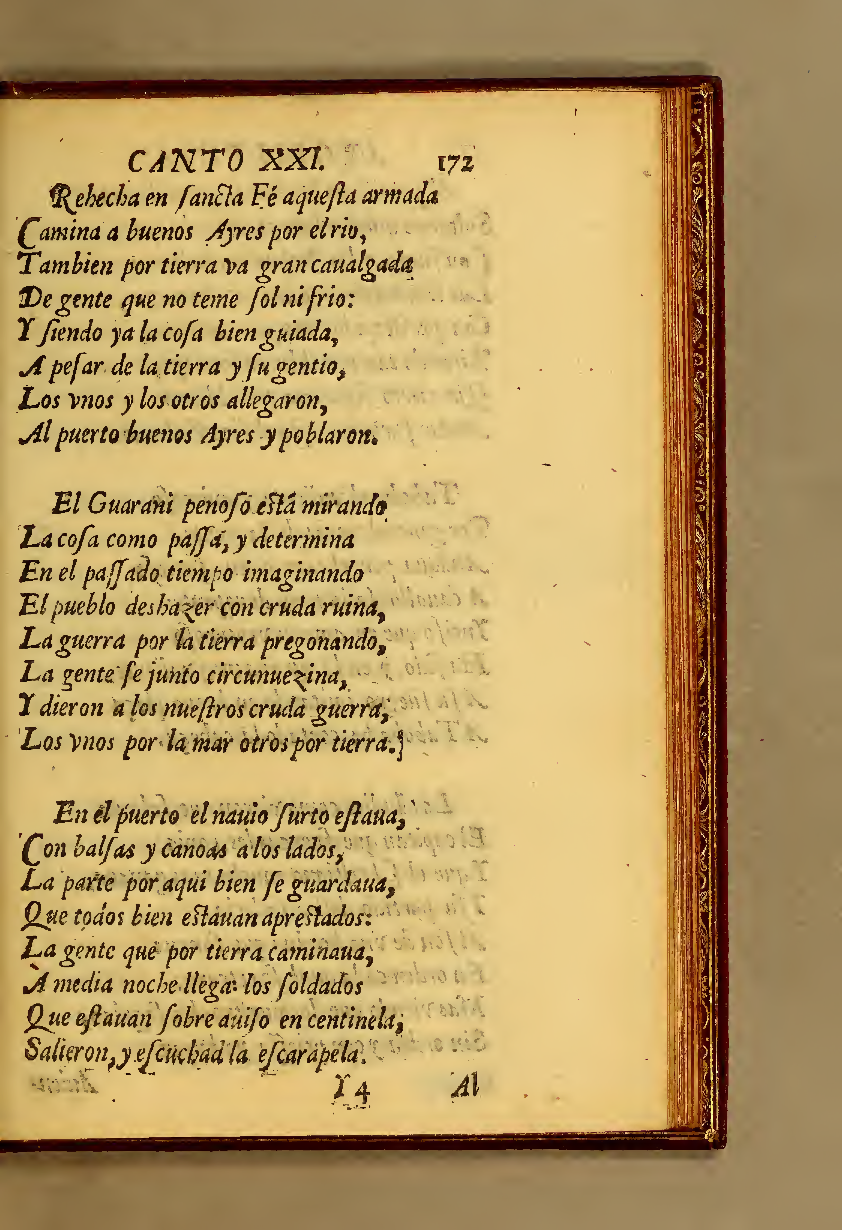 CANTO XXI. 172
Rehecha en ſancta Fé aqueſta armada
Camina a buenos Ayres por el rio,
Tambien por tierra va gran caualgada
De gente que no teme ſol ni frio:
Y ſiendo ya la coſa bien guiada,
A peſar de la tierra y ſu gentio,
Los vnos y los otros allegaron,
Al puerto buenos Ayres y poblaron.
El Guarani penoſo eſtâ mirando
La coſa como paſſa, y determina
En el paſſado tiempo imaginando
El pueblo deshazer con cruda ruina,
La guerra por la tierra pregonando,
La gente ſe junto circunuezina,
Y dieron a los nueſtros cruda guerra,
Los vnos por la mar otros por tierra.]
En el puerto el nauio ſurto eſtaua,
Con balſas y canoas a los lados,
La parte por aqui bien ſe guardaua,
Que todos bien eſtauan apreſtados:
La gente que por tierra caminaua,
A media noche llega: los ſoldados
Que eſtauan ſobre auiſo en centinela,
Salieron, y eſcuchad la eſcarapela.
Y 4 Al